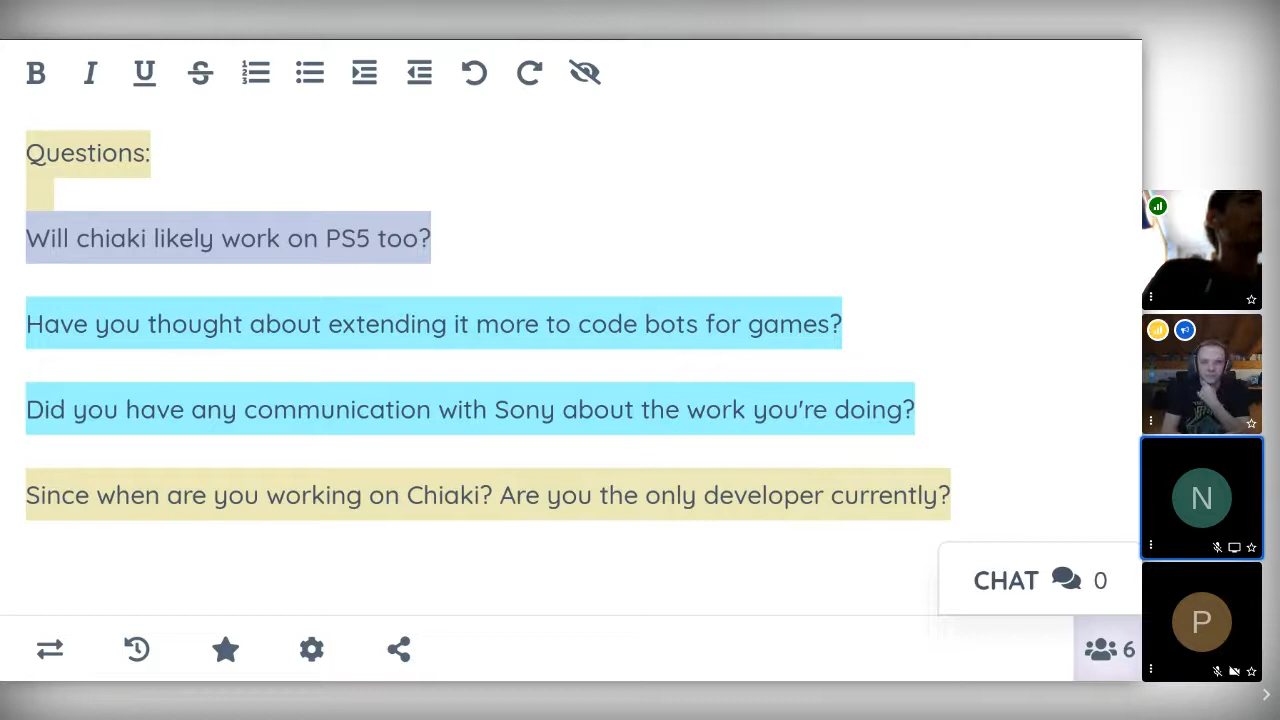 Questions:
Will chiaki likely work on PS5 too?
Have you thought about extending it more to code bots for games?
Did you have any communication with Sony about the work you're doing?
Since when are you working on Chiaki? Are you the only developer currently?
CHAT 0
6
N
P